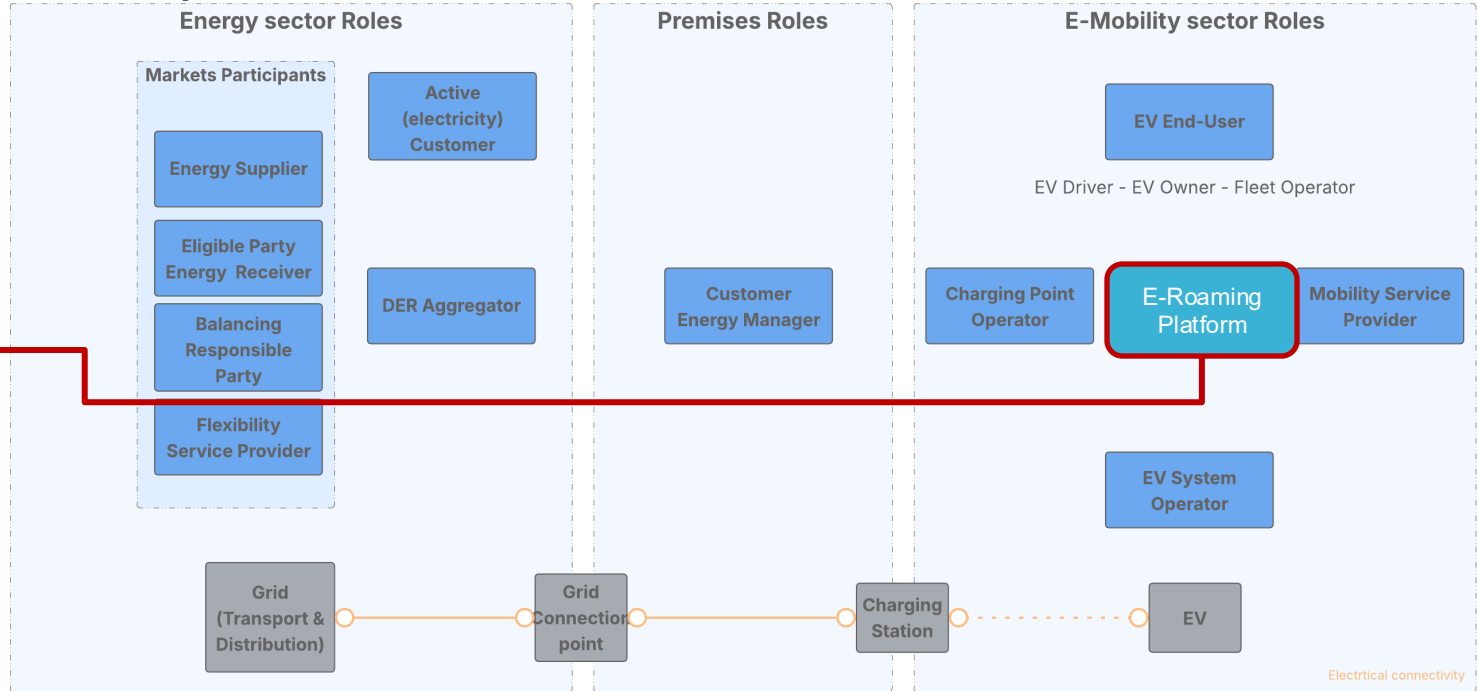 Energy sector Roles
Premises Roles
E-Mobility sector Roles
Markets Participants
Energy Supplier
Eligible Party
Energy Receiver
Balancing
Responsible
Party
Flexibility
Service Provider
Active
(electricity)
Customer
DER Aggregator
Customer
Energy Manager
EV End-User
EV Driver - EV Owner - Fleet Operator
Charging Point
Operator
E-Roaming
Platform
Mobility Service
Provider
EV System
Operator
Grid
(Transport &
Distribution)
Grid
Connection
point
Charging
Station
EV
Electrtical connectivity